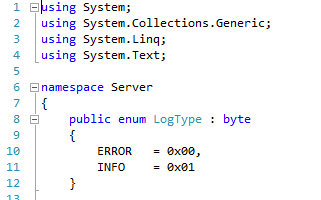 1 using System;
2 using System.Collections.Generic;
3 using System.Linq;
4 using System.Text;
5
6 namespace Server
7 {
8     public enum LogType : byte
9     {
10         ERROR   = 0x00,
11         INFO    = 0x01
12     }
13